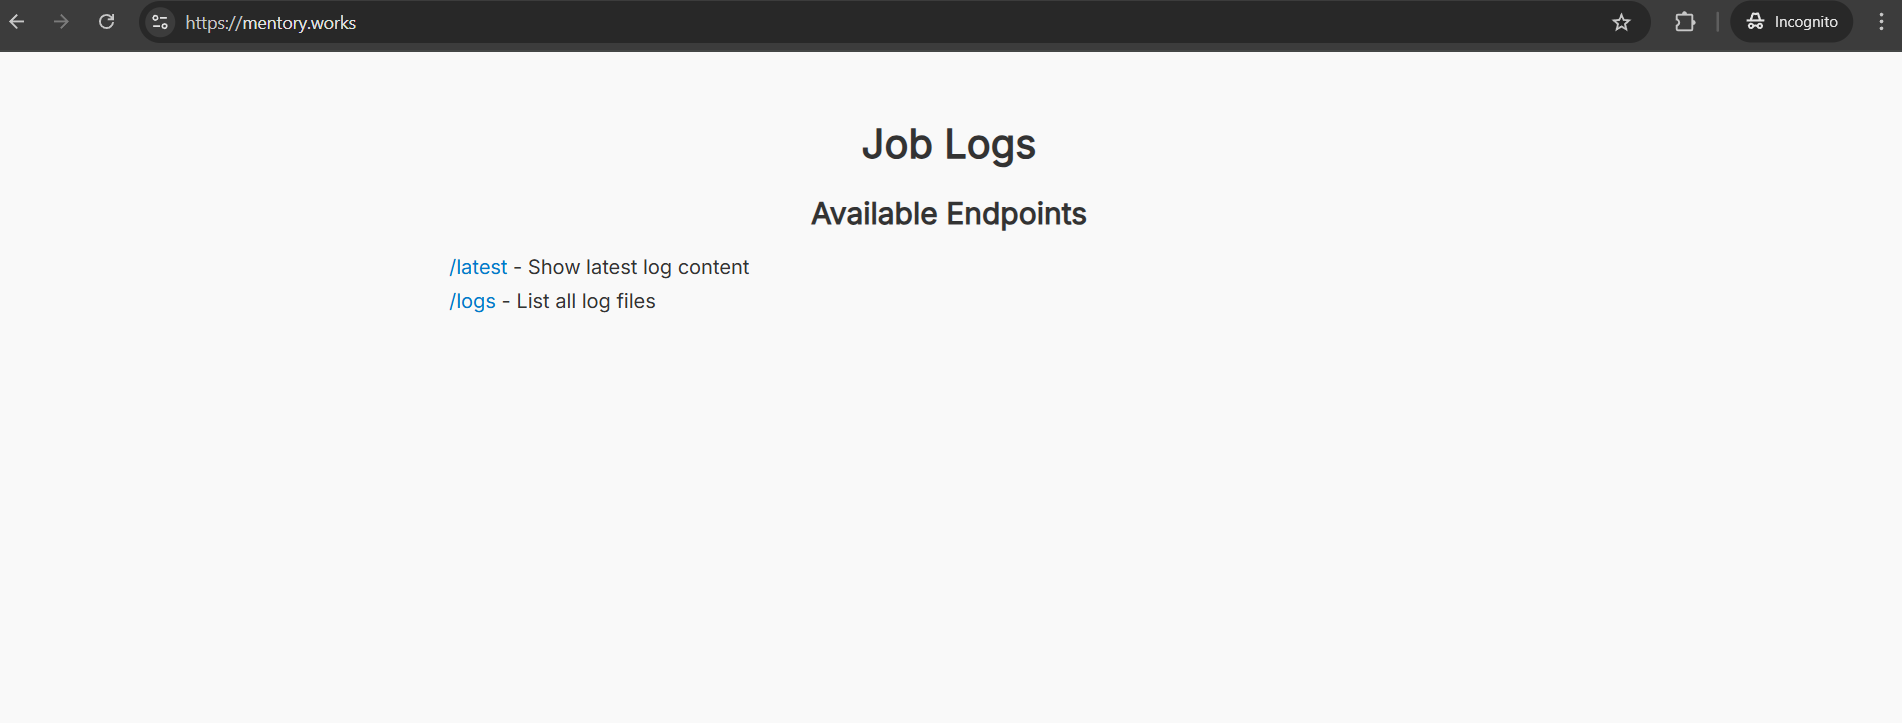 https://mentory.works
Incognito
Job Logs
Available Endpoints
/latest - Show latest log content
/logs - List all log files